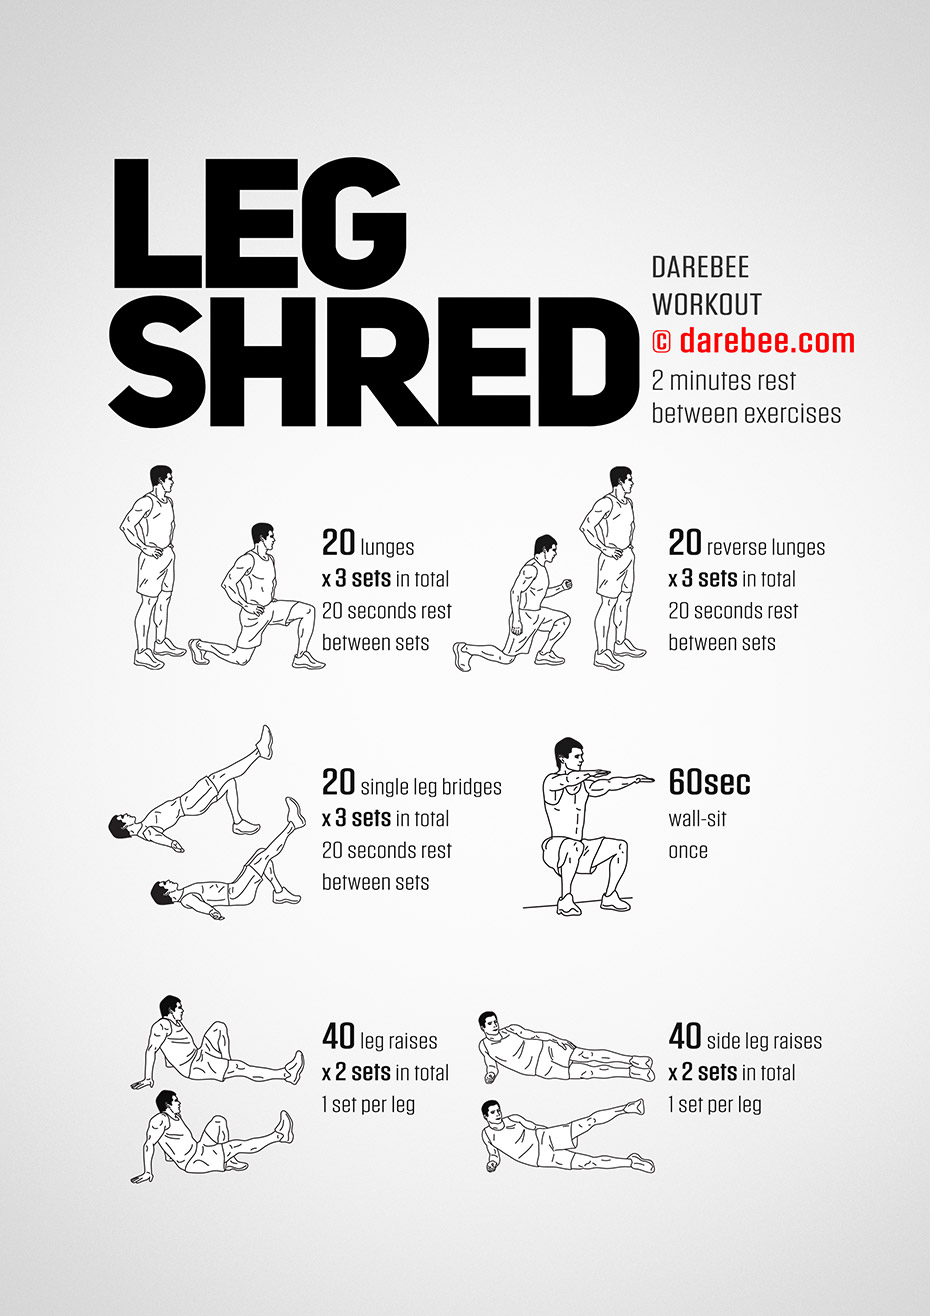 LEG
SHRED
DAREBEE
WORKOUT
© darebee.com
2 minutes rest
between exercises
20 lunges
x 3 sets in total
20 seconds rest
between sets
20 reverse lunges
x 3 sets in total
20 seconds rest
between sets
20 single leg bridges
x 3 sets in total
20 seconds rest
between sets
60sec
wall-sit
once
40 leg raises
x 2 sets in total
1 set per leg
40 side leg raises
x 2 sets in total
1 set per leg